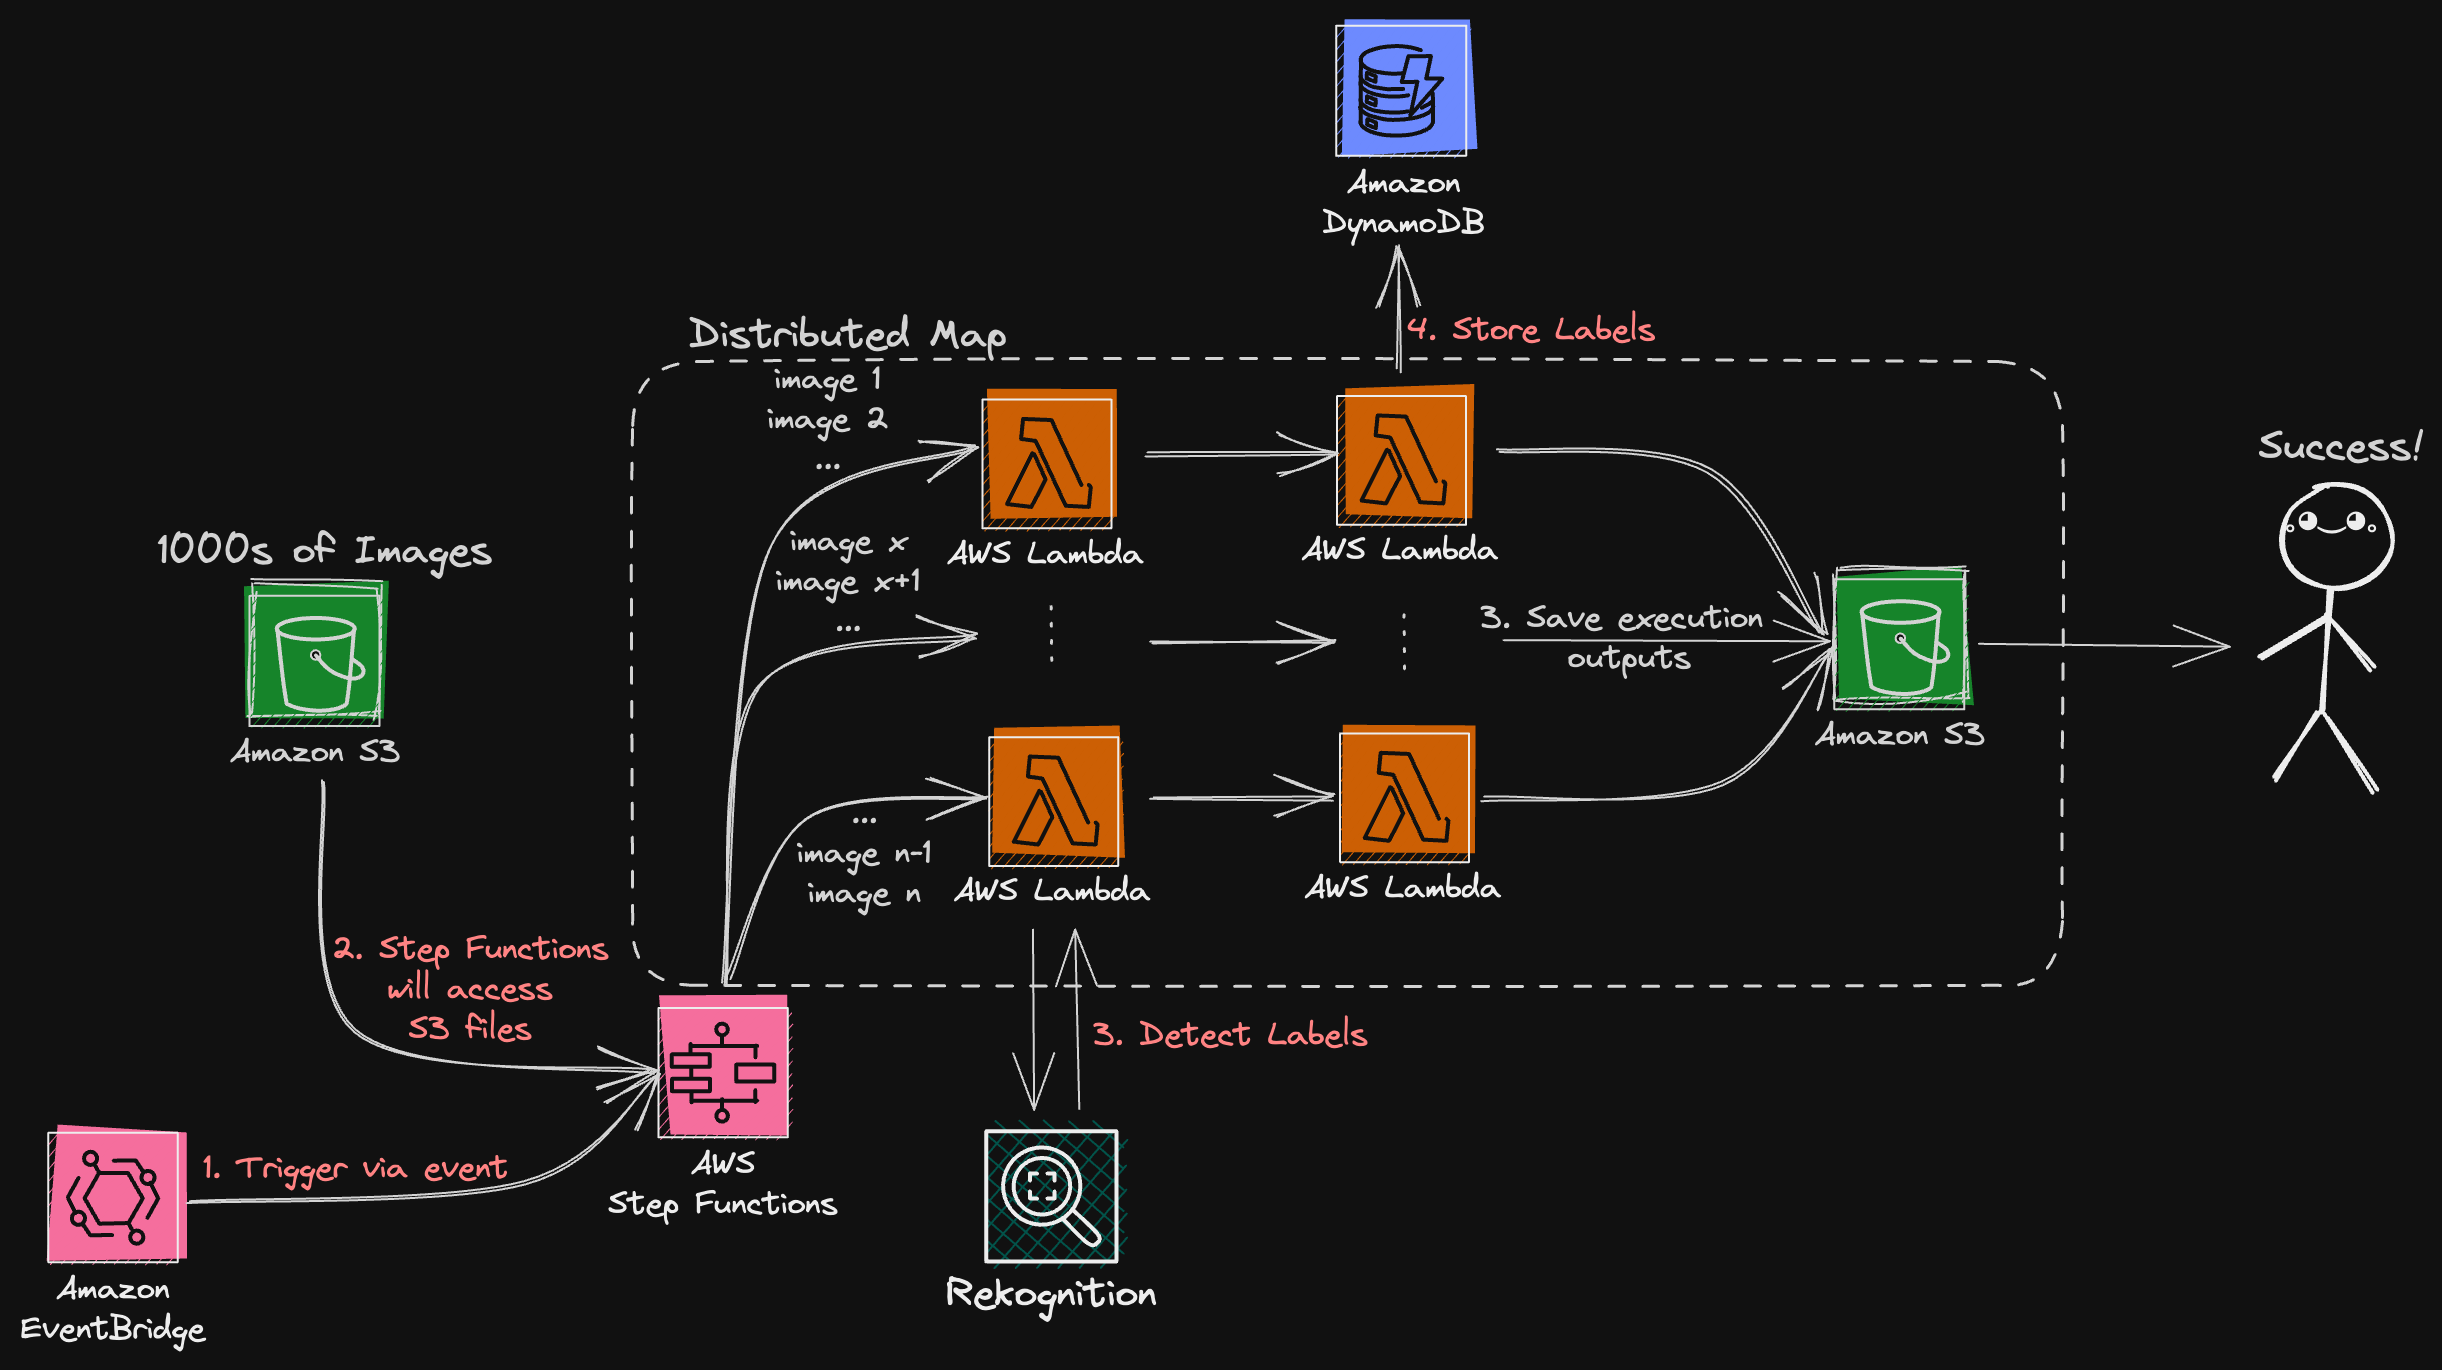 Amazon
DynamoDB
4. Store Labels
Distributed Map
image 1
image 2
...
AWS Lambda
AWS Lambda
Success!
1000s of Images
Amazon S3
image x
image x+1
...
3. Save execution
outputs
Amazon S3
...
image n-1
image n
AWS Lambda
AWS Lambda
2. Step Functions
will access
S3 files
3. Detect Labels
1. Trigger via event
AWS
Step Functions
Amazon
EventBridge
Rekognition